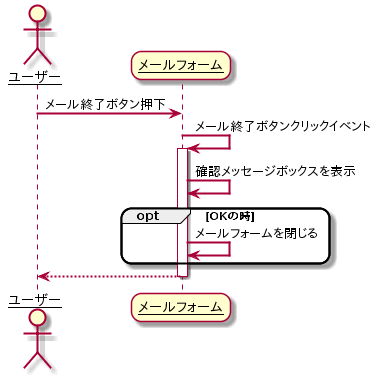 ユーザー
メールフォーム
メール終了ボタン押下
メール終了ボタンクリックイベント
確認メッセージボックスを表示
opt [OKの時]
メールフォームを閉じる
ユーザー
メールフォーム